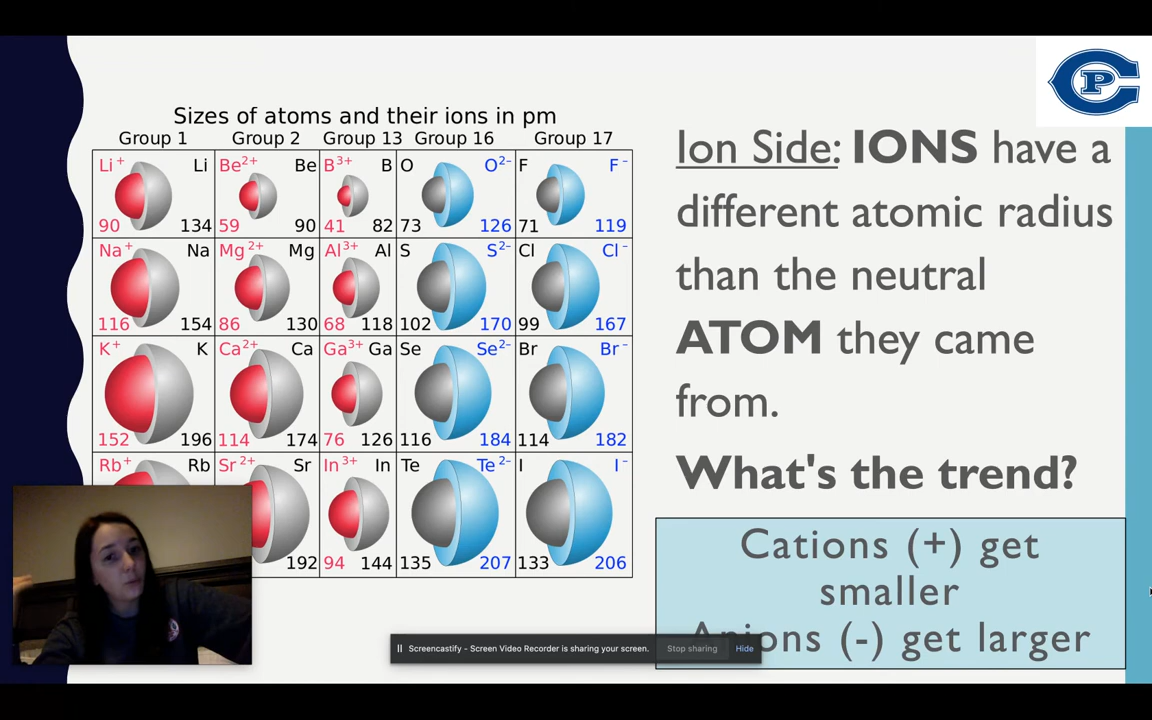 C P
Sizes of atoms and their ions in pm
Group 1 Group 2 Group 13 Group 16 Group 17
Li⁺ Li Be²⁺ Be B³⁺ B O O²⁻ F F⁻
90 134 59 90 41 82 73 126 71 119
Na⁺ Na Mg²⁺ Mg Al³⁺ Al S S²⁻ Cl Cl⁻
116 154 86 130 68 118 102 170 99 167
K⁺ K Ca²⁺ Ca Ga³⁺ Ga Se Se²⁻ Br Br⁻
152 196 114 174 76 126 116 184 114 182
Rb⁺ Rb Sr²⁺ Sr In³⁺ In Te Te²⁻ I I⁻
192 94 144 135 207 133 206
Ion Side: IONS have a
different atomic radius
than the neutral
ATOM they came
from.
What's the trend?
Cations (+) get
smaller
Anions (-) get larger
Screencastify - Screen Video Recorder is sharing your screen. Stop sharing Hide